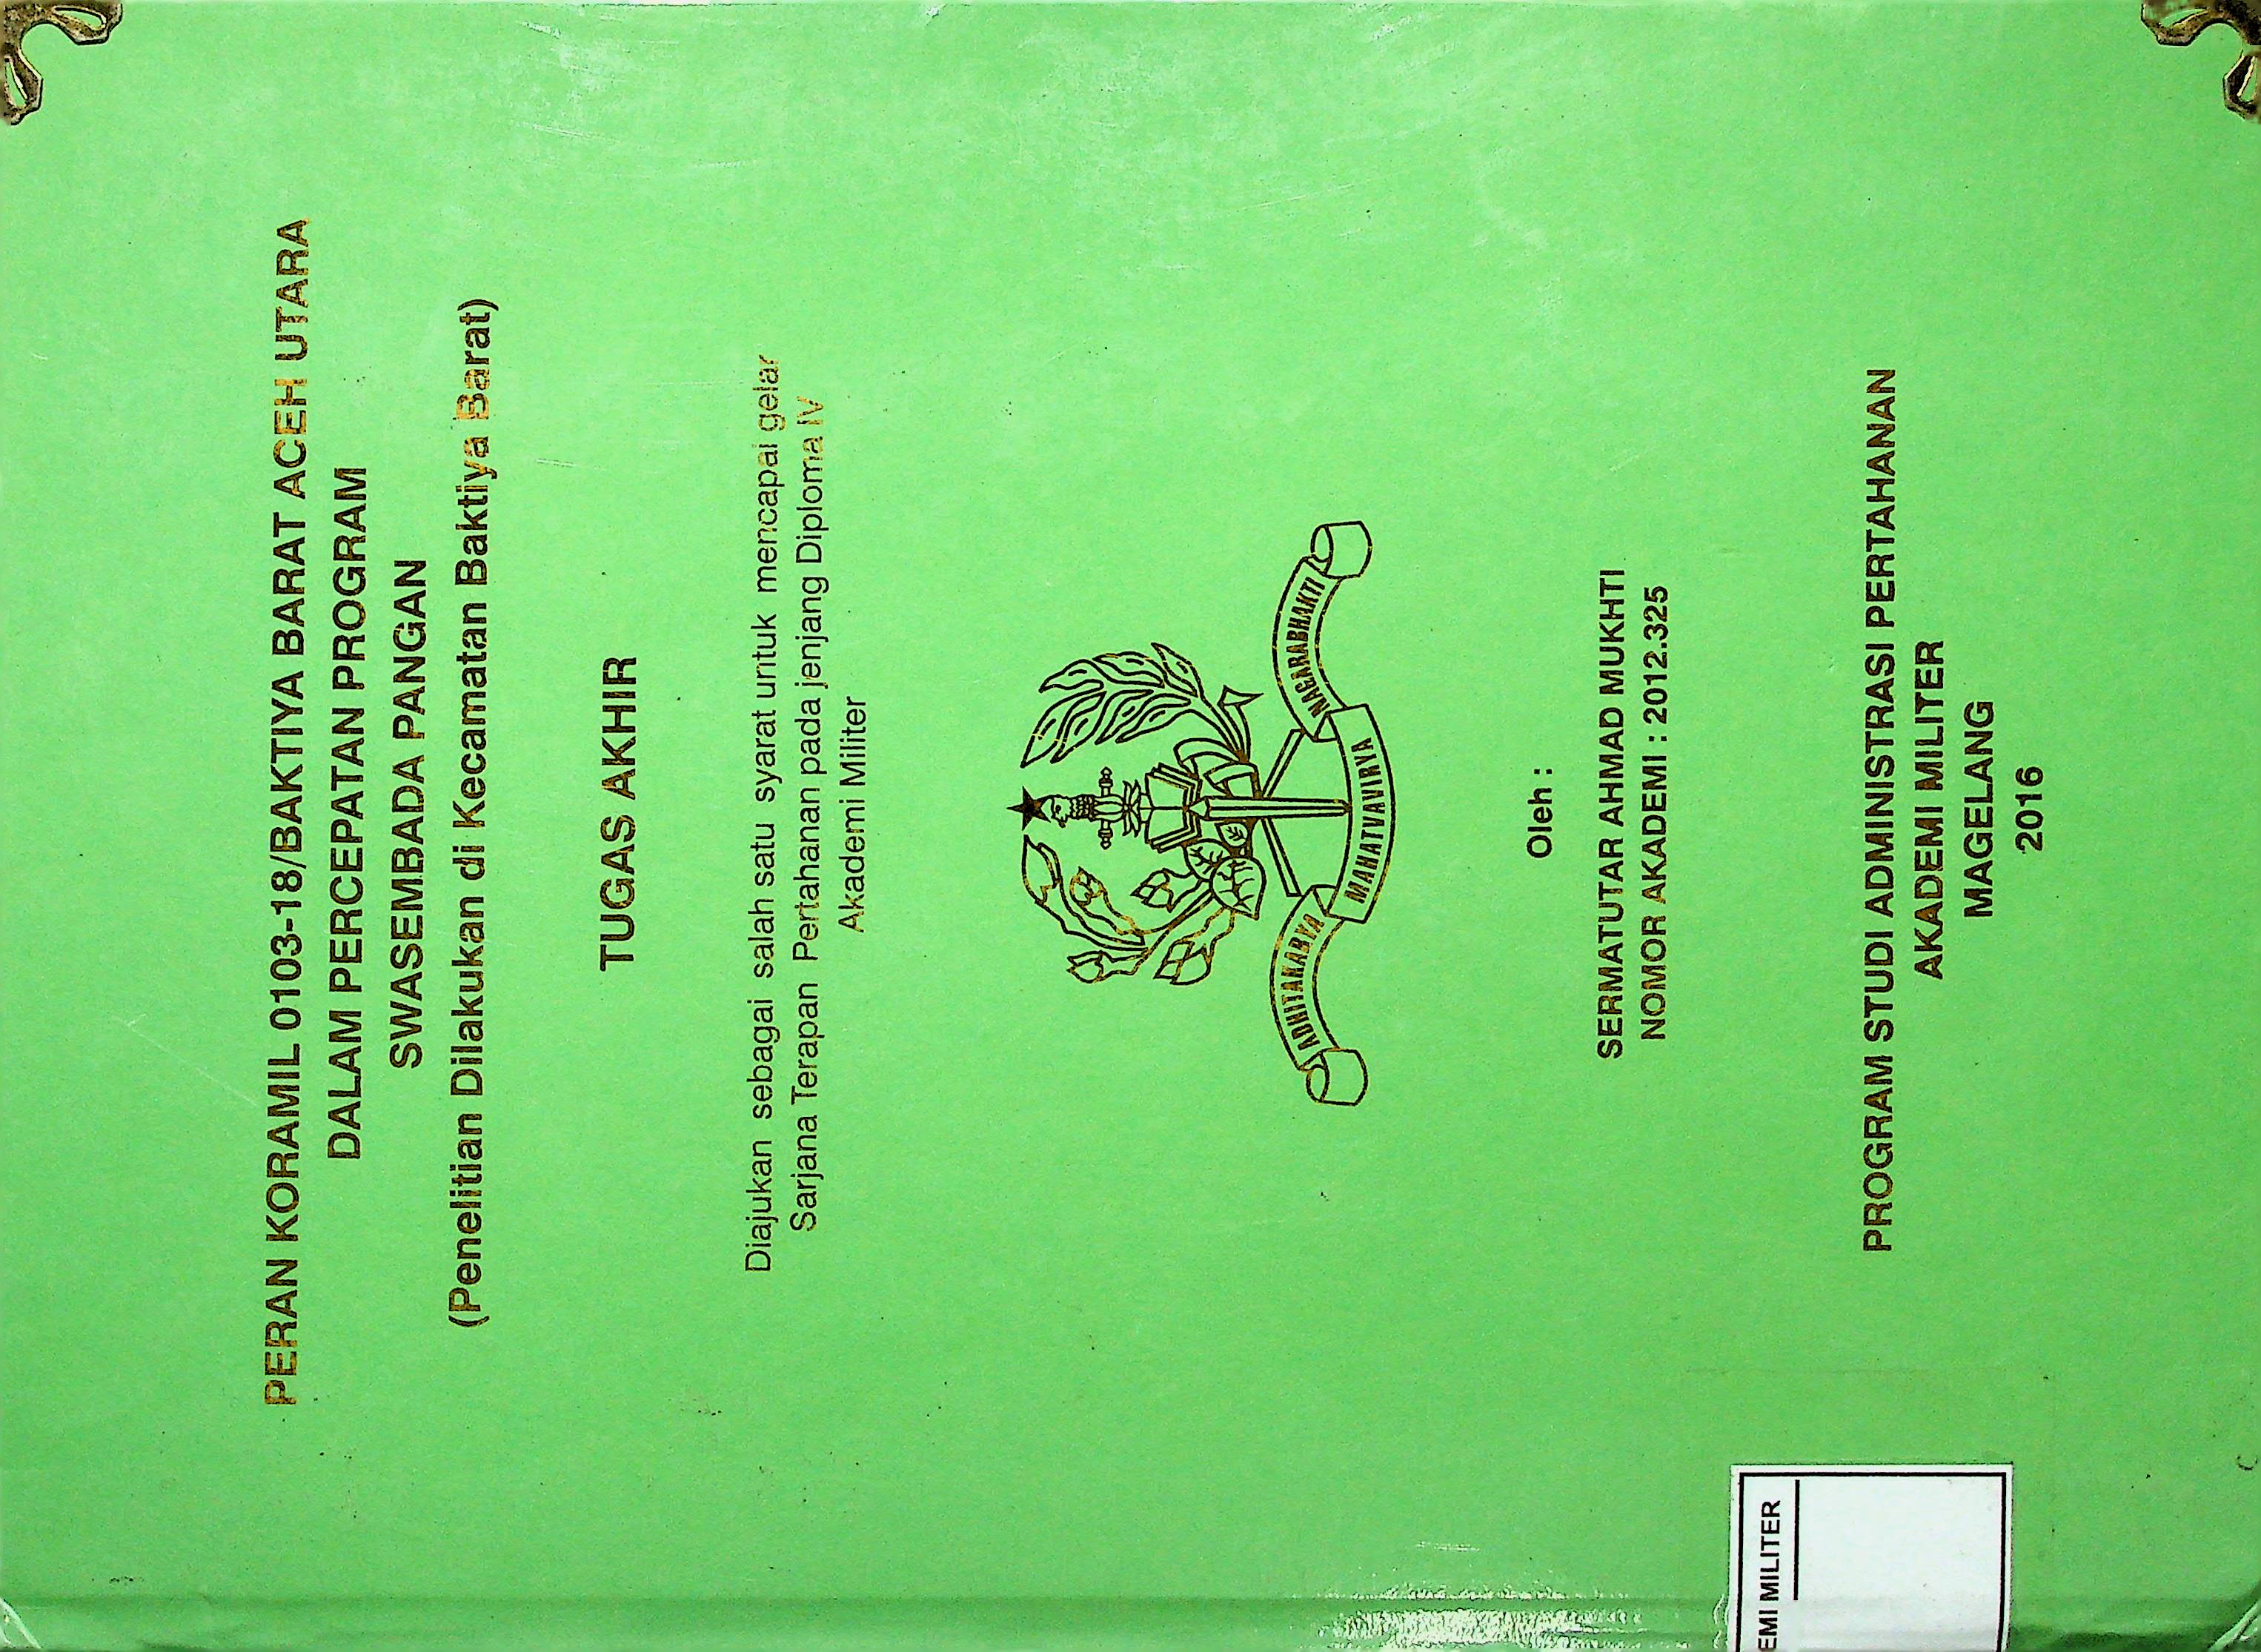 PERAN KORAMIL 0103-18/BAKTIYA BARAT ACEH UTARA
DALAM PERCEPATAN PROGRAM
SWASEMBADA PANGAN
(Penelitian Dilakukan di Kecamatan Baktiya Barat)
TUGAS AKHIR
Diajukan sebagai salah satu syarat untuk mencapai gelar
Sarjana Terapan Pertahanan pada jenjang Diploma IV
Akademi Militer
ADHITAKARYA MAHATVAVIRYA NAGARABHAKTI
Oleh :
SERMATUTAR AHMAD MUKHTI
NOMOR AKADEMI : 2012.325
PROGRAM STUDI ADMINISTRASI PERTAHANAN
AKADEMI MILITER
MAGELANG
2016
EMI MILITER